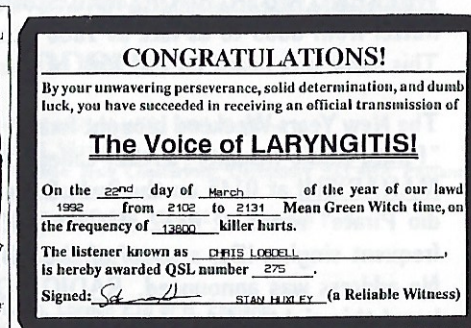 CONGRATULATIONS!
By your unwavering perseverance, solid determination, and dumb
luck, you have succeeded in receiving an official transmission of
The Voice of LARYNGITIS!
On the 22nd day of March of the year of our lawd
1992 from 2102 to 2131 Mean Green Witch time, on
the frequency of 13800 killer hurts.
The listener known as CHRIS LOBDELL,
is hereby awarded QSL number 275.
Signed: STAN HUXLEY (a Reliable Witness)